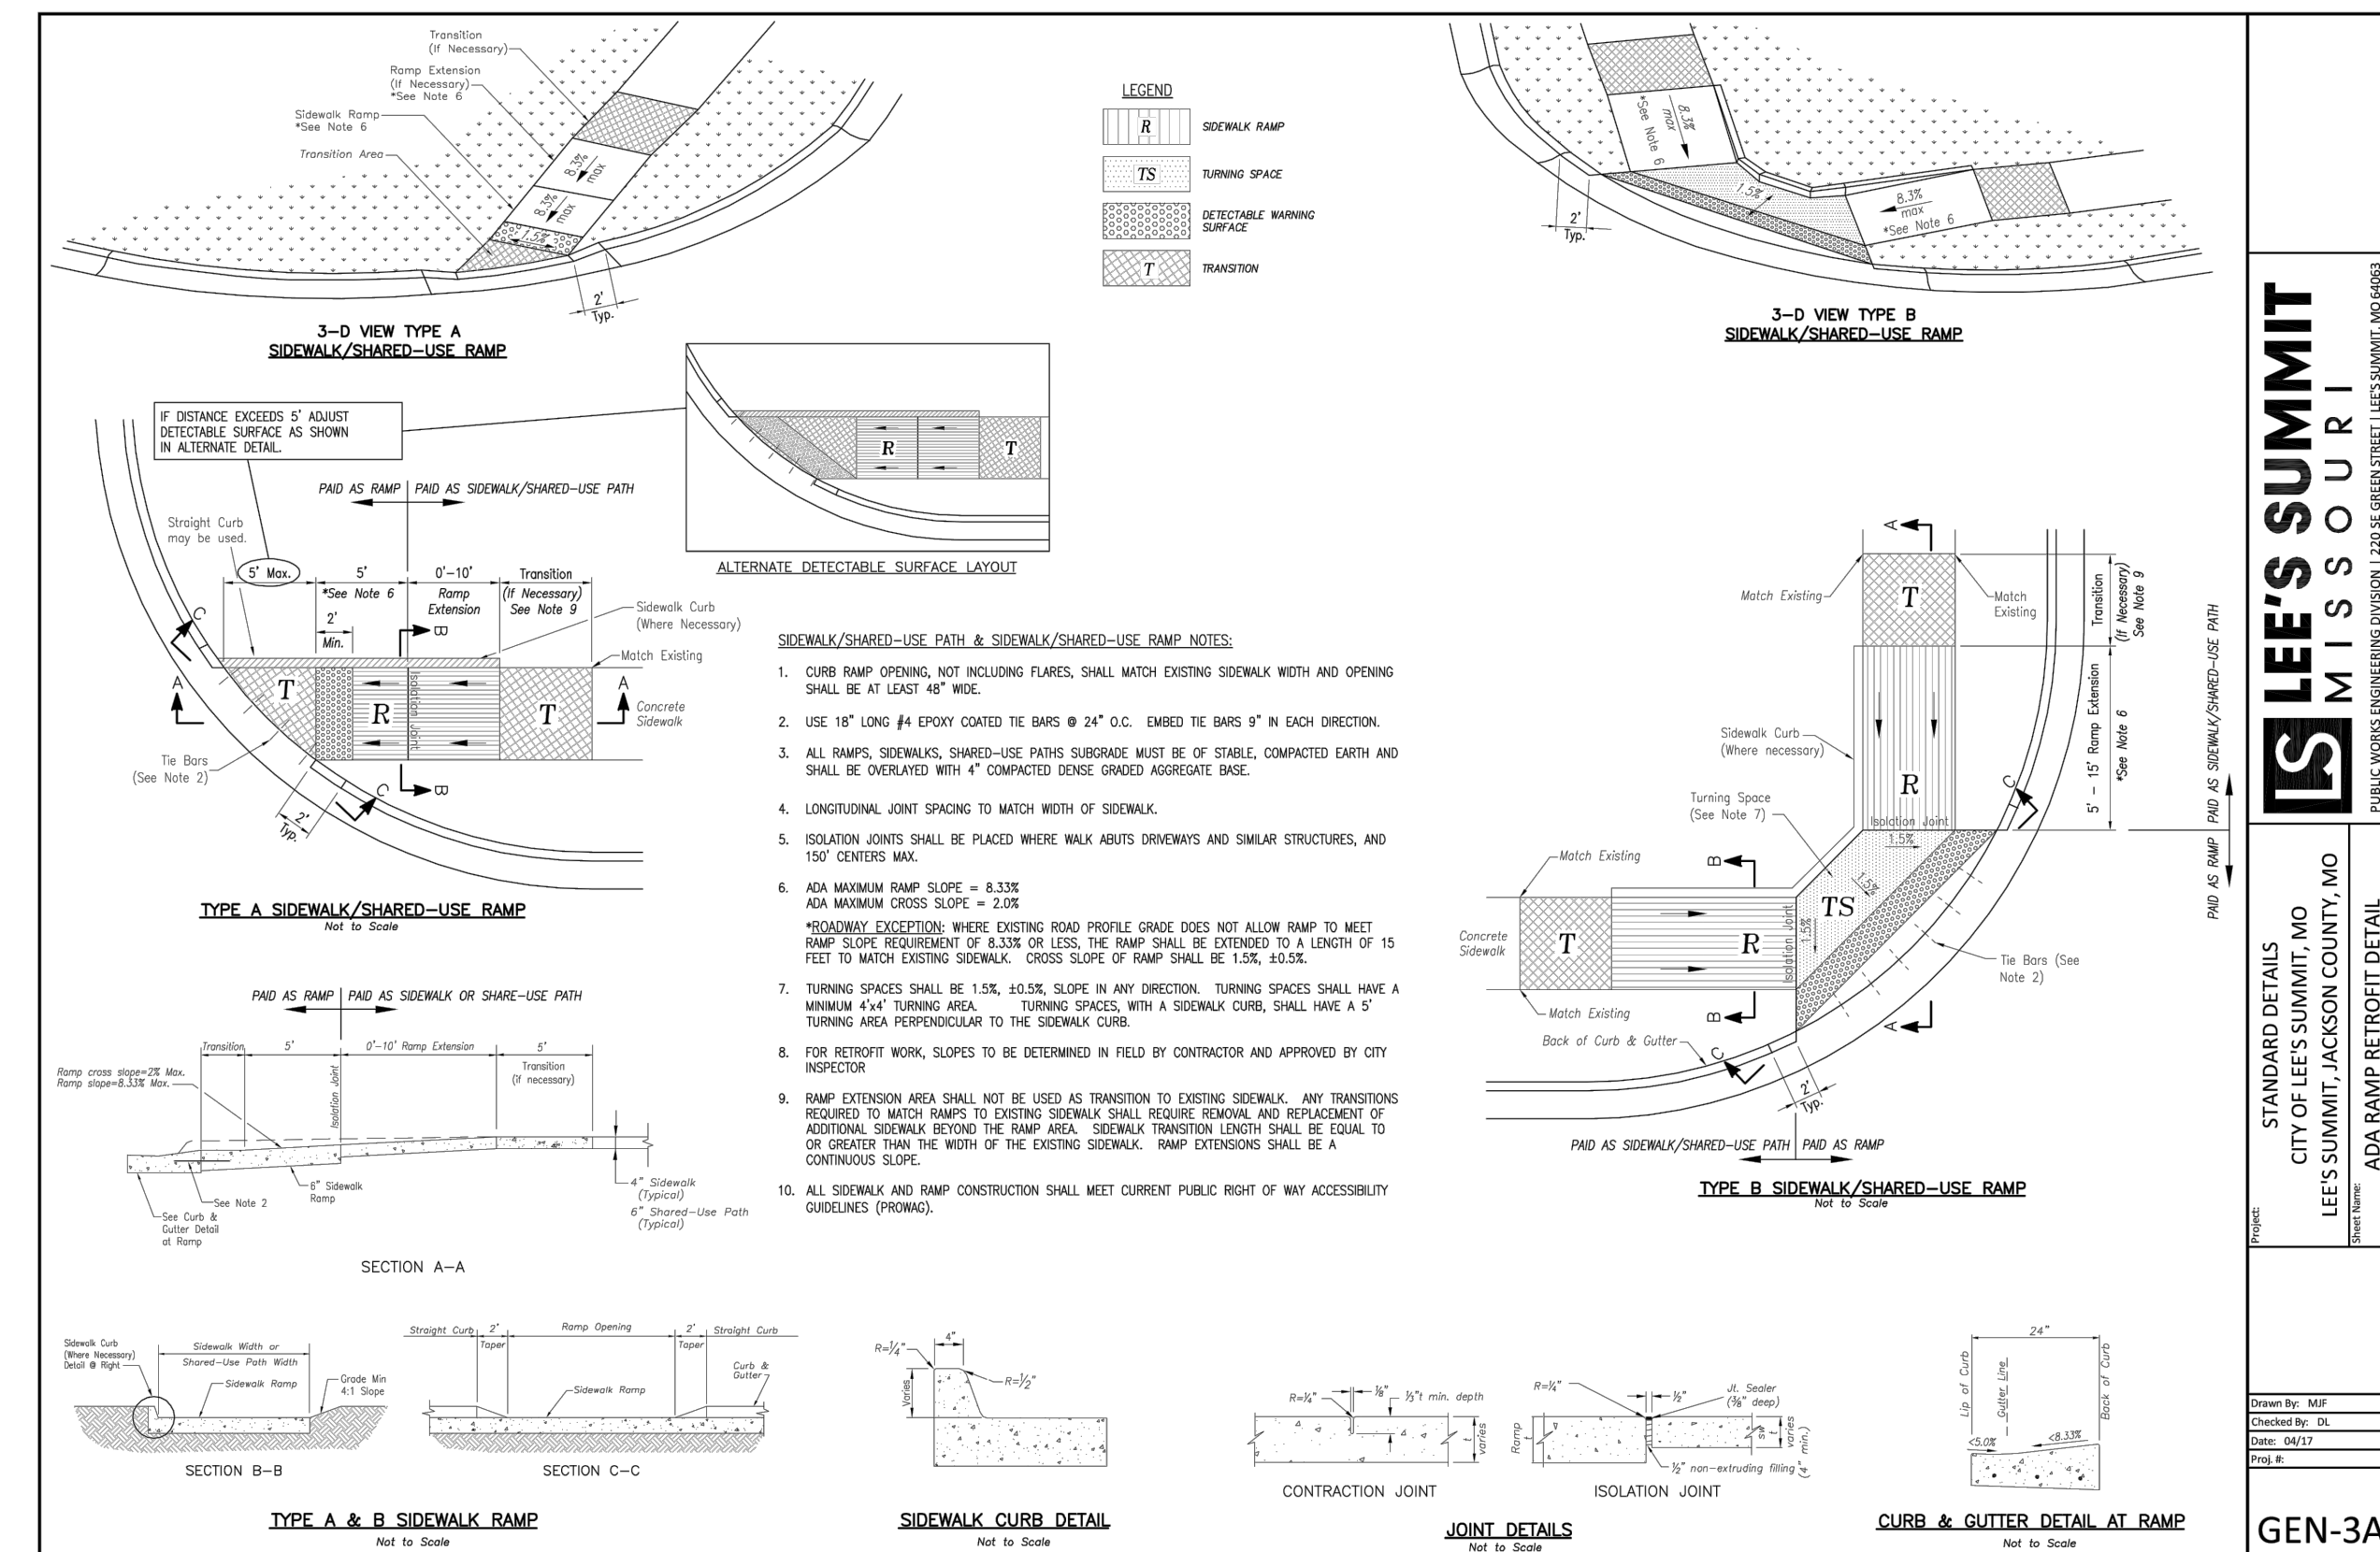 Transition
(If Necessary)
Ramp Extension
(If Necessary)
*See Note 6
Sidewalk Ramp
*See Note 6
Transition Area
8.3%
max
8.3%
max
1.5%
2'
Typ.
3-D VIEW TYPE A
SIDEWALK/SHARED-USE RAMP
LEGEND
R
SIDEWALK RAMP
TS
TURNING SPACE
DETECTABLE WARNING
SURFACE
T
TRANSITION
8.3%
max
*See Note 6
1.5%
8.3%
max
*See Note 6
2'
Typ.
3-D VIEW TYPE B
SIDEWALK/SHARED-USE RAMP
IF DISTANCE EXCEEDS 5' ADJUST
DETECTABLE SURFACE AS SHOWN
IN ALTERNATE DETAIL.
R
T
ALTERNATE DETECTABLE SURFACE LAYOUT
PAID AS RAMP
PAID AS SIDEWALK/SHARED-USE PATH
Straight Curb
may be used.
5' Max.
5'
*See Note 6
2'
Min.
0'-10'
Ramp
Extension
Transition
(If Necessary)
See Note 9
Sidewalk Curb
(Where Necessary)
Match Existing
Concrete
Sidewalk
A
A
B
B
C
C
T
R
T
Isolation Joint
Tie Bars
(See Note 2)
2'
Typ.
TYPE A SIDEWALK/SHARED-USE RAMP
Not to Scale
SIDEWALK/SHARED-USE PATH & SIDEWALK/SHARED-USE RAMP NOTES:
1. CURB RAMP OPENING, NOT INCLUDING FLARES, SHALL MATCH EXISTING SIDEWALK WIDTH AND OPENING
SHALL BE AT LEAST 48" WIDE.
2. USE 18" LONG #4 EPOXY COATED TIE BARS @ 24" O.C. EMBED TIE BARS 9" IN EACH DIRECTION.
3. ALL RAMPS, SIDEWALKS, SHARED-USE PATHS SUBGRADE MUST BE OF STABLE, COMPACTED EARTH AND
SHALL BE OVERLAYED WITH 4" COMPACTED DENSE GRADED AGGREGATE BASE.
4. LONGITUDINAL JOINT SPACING TO MATCH WIDTH OF SIDEWALK.
5. ISOLATION JOINTS SHALL BE PLACED WHERE WALK ABUTS DRIVEWAYS AND SIMILAR STRUCTURES, AND
150' CENTERS MAX.
6. ADA MAXIMUM RAMP SLOPE = 8.33%
ADA MAXIMUM CROSS SLOPE = 2.0%
*ROADWAY EXCEPTION: WHERE EXISTING ROAD PROFILE GRADE DOES NOT ALLOW RAMP TO MEET
RAMP SLOPE REQUIREMENT OF 8.33% OR LESS, THE RAMP SHALL BE EXTENDED TO A LENGTH OF 15
FEET TO MATCH EXISTING SIDEWALK. CROSS SLOPE OF RAMP SHALL BE 1.5%, ±0.5%.
7. TURNING SPACES SHALL BE 1.5%, ±0.5%, SLOPE IN ANY DIRECTION. TURNING SPACES SHALL HAVE A
MINIMUM 4'x4' TURNING AREA. TURNING SPACES, WITH A SIDEWALK CURB, SHALL HAVE A 5'
TURNING AREA PERPENDICULAR TO THE SIDEWALK CURB.
8. FOR RETROFIT WORK, SLOPES TO BE DETERMINED IN FIELD BY CONTRACTOR AND APPROVED BY CITY
INSPECTOR
9. RAMP EXTENSION AREA SHALL NOT BE USED AS TRANSITION TO EXISTING SIDEWALK. ANY TRANSITIONS
REQUIRED TO MATCH RAMPS TO EXISTING SIDEWALK SHALL REQUIRE REMOVAL AND REPLACEMENT OF
ADDITIONAL SIDEWALK BEYOND THE RAMP AREA. SIDEWALK TRANSITION LENGTH SHALL BE EQUAL TO
OR GREATER THAN THE WIDTH OF THE EXISTING SIDEWALK. RAMP EXTENSIONS SHALL BE A
CONTINUOUS SLOPE.
10. ALL SIDEWALK AND RAMP CONSTRUCTION SHALL MEET CURRENT PUBLIC RIGHT OF WAY ACCESSIBILITY
GUIDELINES (PROWAG).
A
Match Existing
T
Match
Existing
Transition
(If Necessary)
See Note 9
5' - 15' Ramp Extension
*See Note 6
PAID AS SIDEWALK/SHARED-USE PATH
PAID AS RAMP
Sidewalk Curb
(Where necessary)
R
Turning Space
(See Note 7)
Isolation Joint
1.5%
C
Match Existing
B
1.5%
TS
1.5%
Isolation Joint
Concrete
Sidewalk
T
R
Tie Bars (See
Note 2)
Match Existing
B
A
Back of Curb & Gutter
C
2'
Typ.
PAID AS SIDEWALK/SHARED-USE PATH
PAID AS RAMP
TYPE B SIDEWALK/SHARED-USE RAMP
Not to Scale
PAID AS RAMP
PAID AS SIDEWALK OR SHARE-USE PATH
Transition
5'
0'-10' Ramp Extension
5'
Transition
(if necessary)
Ramp cross slope=2% Max.
Ramp slope=8.33% Max.
Isolation Joint
See Note 2
6" Sidewalk
Ramp
See Curb &
Gutter Detail
at Ramp
4" Sidewalk
(Typical)
6" Shared-Use Path
(Typical)
SECTION A-A
Sidewalk Curb
(Where Necessary)
Detail @ Right
Sidewalk Width or
Shared-Use Path Width
Sidewalk Ramp
Grade Min
4:1 Slope
SECTION B-B
Straight Curb
2'
Taper
Ramp Opening
2'
Taper
Straight Curb
Curb &
Gutter
Sidewalk Ramp
SECTION C-C
TYPE A & B SIDEWALK RAMP
Not to Scale
4"
R=¼"
R=½"
Varies
SIDEWALK CURB DETAIL
Not to Scale
R=¼"
⅛"
⅓"t min. depth
t
varies
CONTRACTION JOINT
R=¼"
½"
Jt. Sealer
(⅜" deep)
Ramp
t
sw
t
varies
(4" min.)
½" non-extruding filling
ISOLATION JOINT
JOINT DETAILS
Not to Scale
24"
Lip of Curb
Gutter Line
Back of Curb
<5.0%
<8.33%
CURB & GUTTER DETAIL AT RAMP
Not to Scale
LS
LEE'S SUMMIT
MISSOURI
PUBLIC WORKS ENGINEERING DIVISION | 220 SE GREEN STREET | LEE'S SUMMIT, MO 64063
Project:
STANDARD DETAILS
CITY OF LEE'S SUMMIT, MO
LEE'S SUMMIT, JACKSON COUNTY, MO
Sheet Name:
ADA RAMP RETROFIT DETAIL
Drawn By: MJF
Checked By: DL
Date: 04/17
Proj. #:
GEN-3A